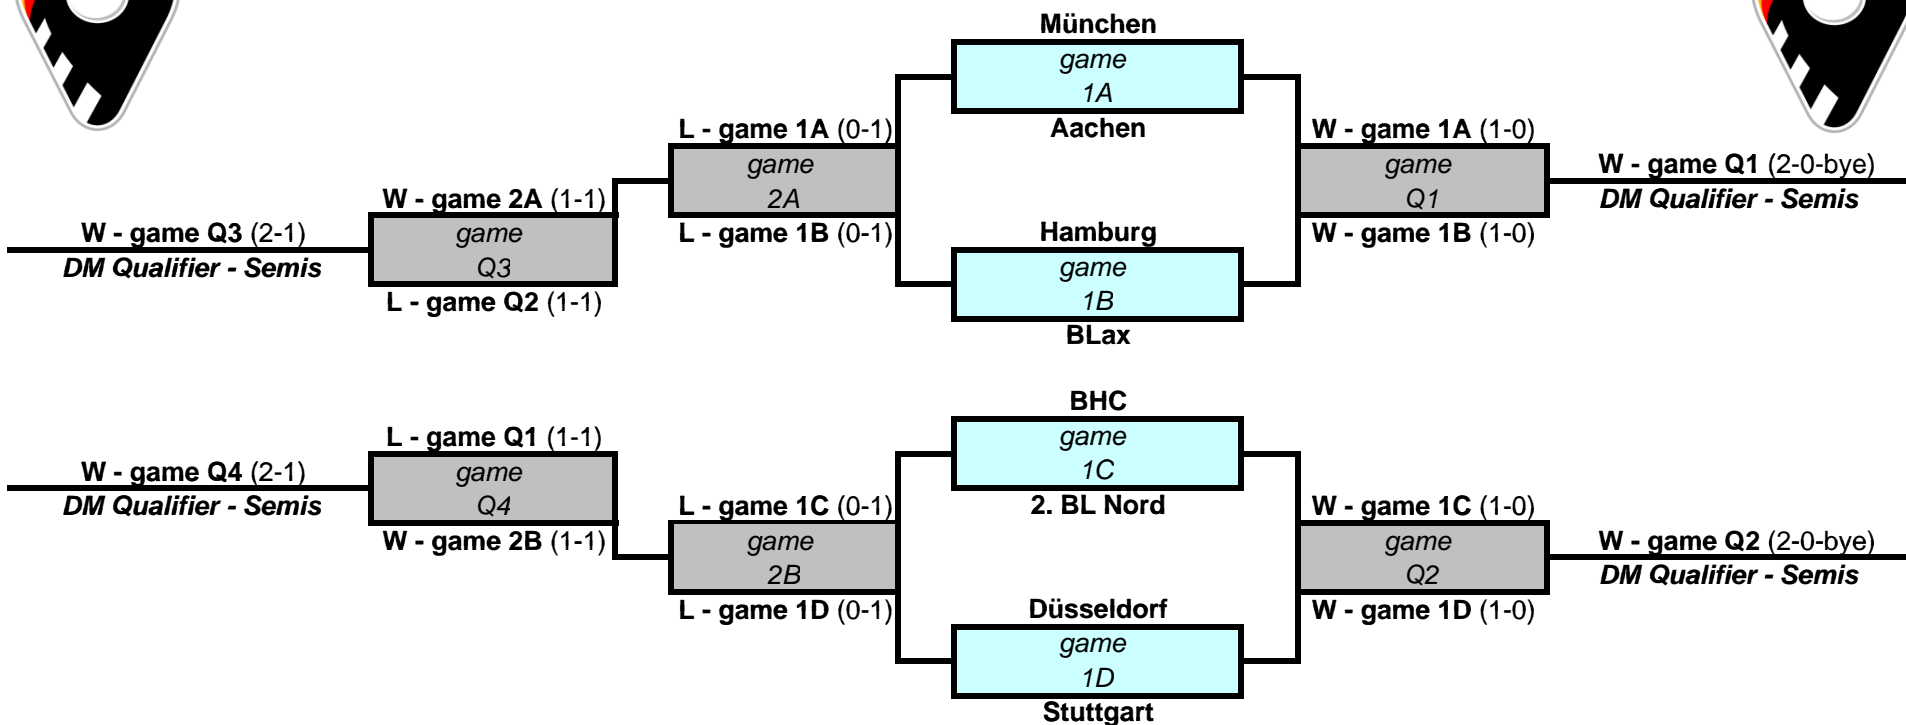 München
game
1A
Aachen
L - game 1A (0-1)
game
2A
L - game 1B (0-1)
W - game 1A (1-0)
game
Q1
W - game 1B (1-0)
W - game Q1 (2-0-bye)
DM Qualifier - Semis
W - game 2A (1-1)
game
Q3
L - game Q2 (1-1)
W - game Q3 (2-1)
DM Qualifier - Semis
Hamburg
game
1B
BLax
BHC
game
1C
2. BL Nord
L - game Q1 (1-1)
game
Q4
W - game 2B (1-1)
W - game Q4 (2-1)
DM Qualifier - Semis
L - game 1C (0-1)
game
2B
L - game 1D (0-1)
W - game 1C (1-0)
game
Q2
W - game 1D (1-0)
W - game Q2 (2-0-bye)
DM Qualifier - Semis
Düsseldorf
game
1D
Stuttgart